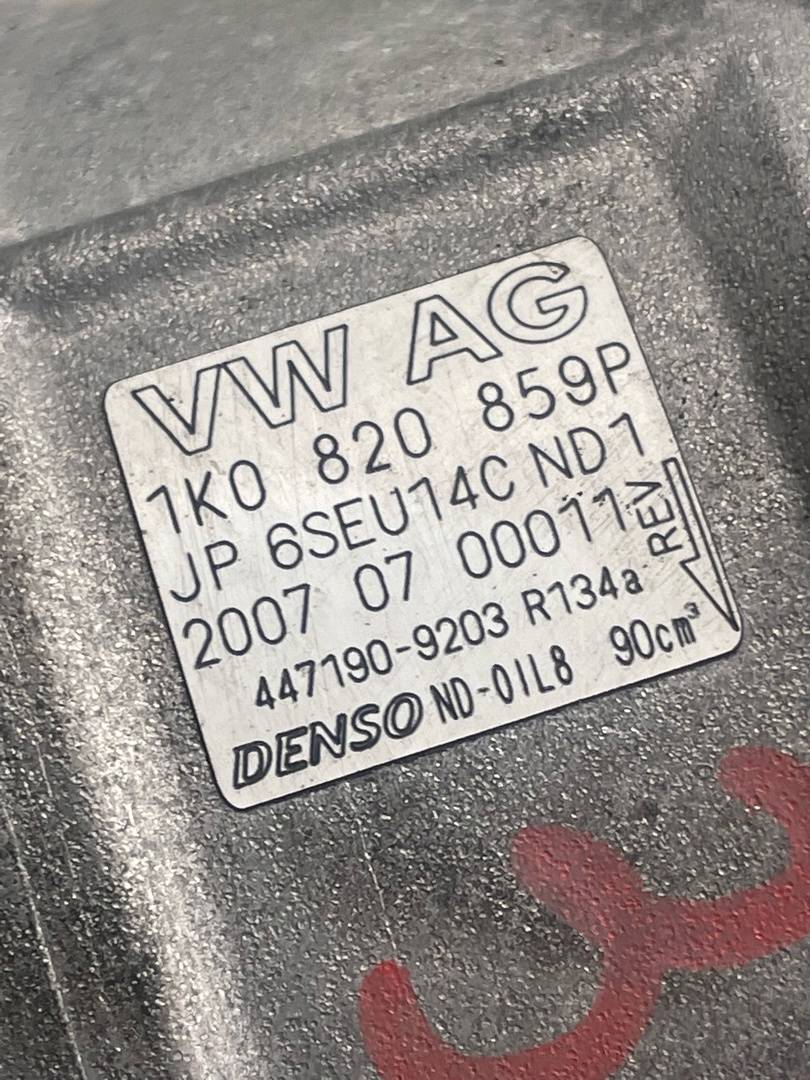 VW AG
1K0 820 859P
JP 6SEU14C ND1
2007 07 00011
REV
447190-9203 R134a
DENSO ND-OIL8 90cm³